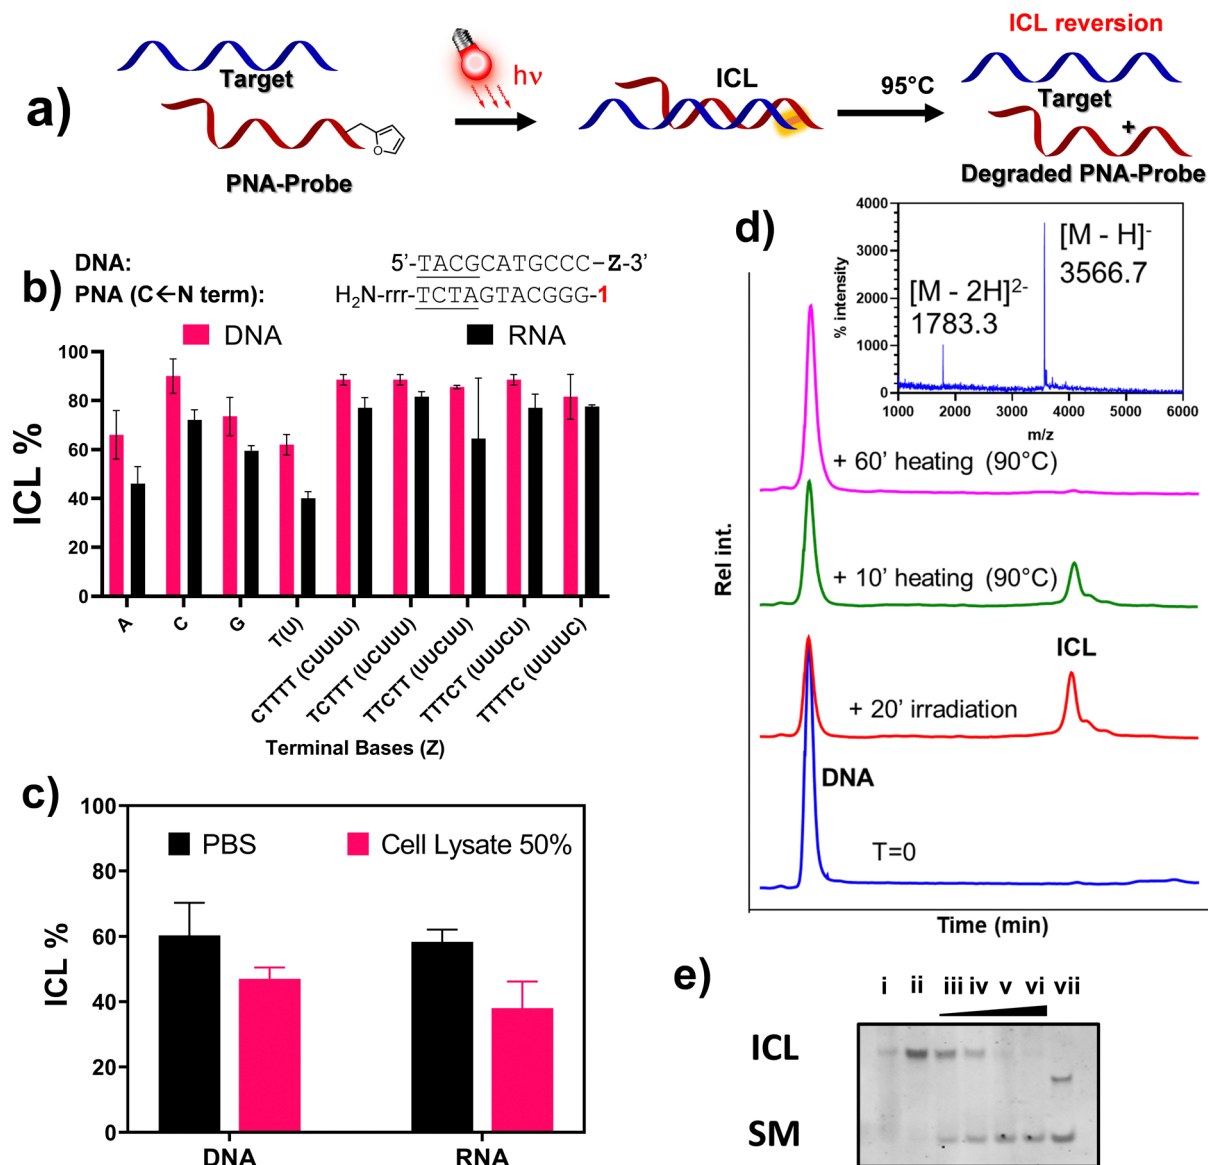 a)
Target
PNA-Probe
hν
ICL
95°C
ICL reversion
Target
+
Degraded PNA-Probe
b)
DNA: 5'-TACGCATGCCC–Z-3'
PNA (C←N term): H₂N-rrr-TCTAGTACGGG-1
DNA RNA
ICL %
100
80
60
40
20
0
A C G T(U) CTTTT (CUUUU) TCTTT (UCUUU) TTCTT (UUCUU) TTTCT (UUUCU) TTTTC (UUUUC)
Terminal Bases (Z)
c)
PBS Cell Lysate 50%
ICL %
100
80
60
40
20
0
DNA RNA
d)
% intensity
4000
3000
2000
1000
0
[M - 2H]²⁻
1783.3
[M - H]⁻
3566.7
1000 2000 3000 4000 5000 6000
m/z
+ 60' heating (90°C)
+ 10' heating (90°C)
ICL
+ 20' irradiation
DNA
T=0
Rel int.
Time (min)
e)
i ii iii iv v vi vii
ICL
SM